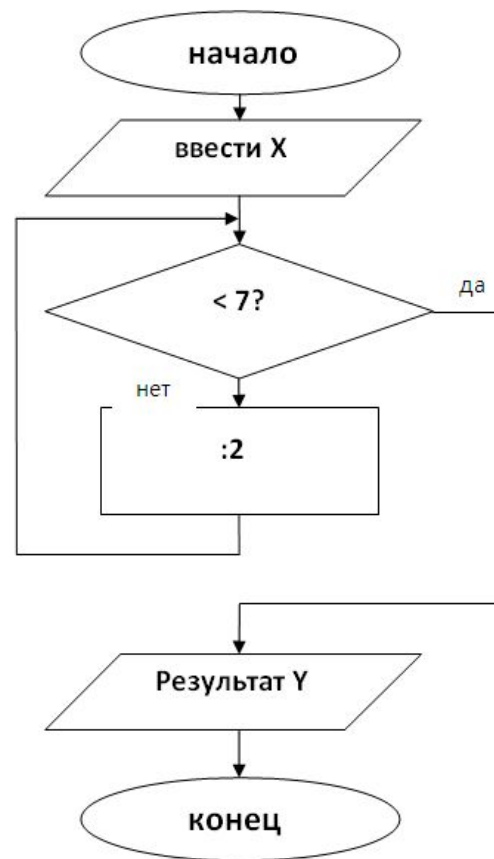 начало
ввести X
< 7?
да
нет
:2
Результат Y
конец